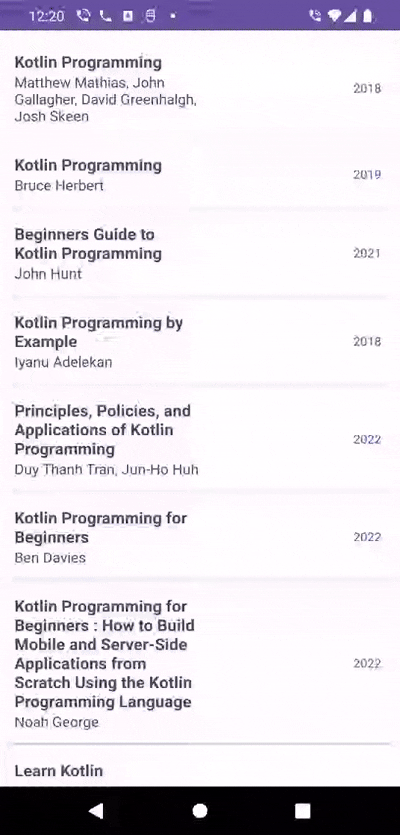 12:20
Kotlin Programming
Matthew Mathias, John
Gallagher, David Greenhalgh,
Josh Skeen
2018
Kotlin Programming
Bruce Herbert
2019
Beginners Guide to
Kotlin Programming
John Hunt
2021
Kotlin Programming by
Example
Iyanu Adelekan
2018
Principles, Policies, and
Applications of Kotlin
Programming
Duy Thanh Tran, Jun-Ho Huh
2022
Kotlin Programming for
Beginners
Ben Davies
2022
Kotlin Programming for
Beginners : How to Build
Mobile and Server-Side
Applications from
Scratch Using the Kotlin
Programming Language
Noah George
2022
Learn Kotlin